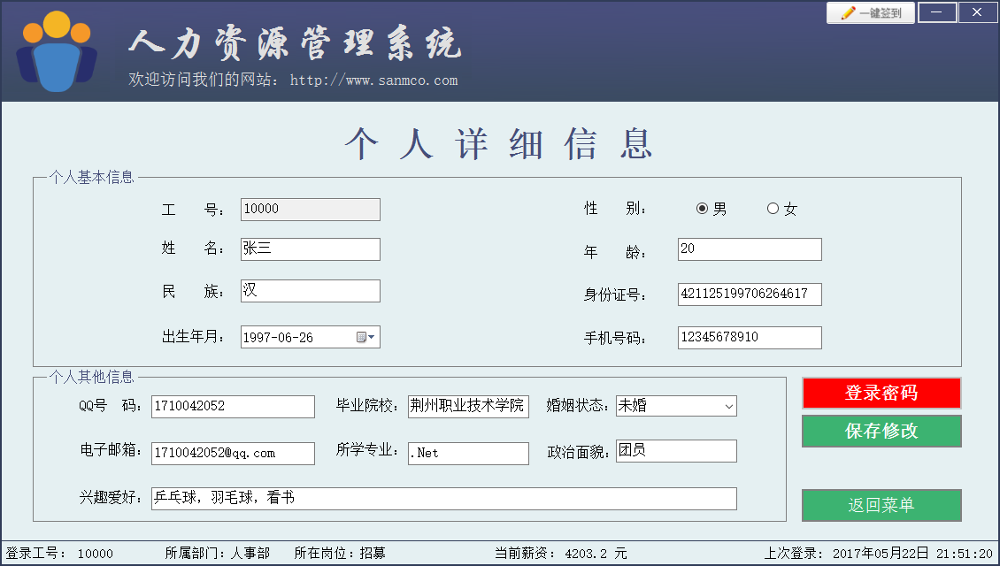 一键签到
人力资源管理系统
欢迎访问我们的网站：http://www.sanmco.com
个人详细信息
个人基本信息
工 号： 10000 性 别： 男 女
姓 名： 张三 年 龄： 20
民 族： 汉 身份证号： 421125199706264617
出生年月： 1997-06-26 手机号码： 12345678910
个人其他信息
QQ号 码： 1710042052 毕业院校： 荆州职业技术学院 婚姻状态： 未婚
电子邮箱： 1710042052@qq.com 所学专业： .Net 政治面貌： 团员
兴趣爱好： 乒乓球，羽毛球，看书
登录密码
保存修改
返回菜单
登录工号： 10000 所属部门：人事部 所在岗位：招募 当前薪资： 4203.2 元 上次登录： 2017年05月22日 21:51:20